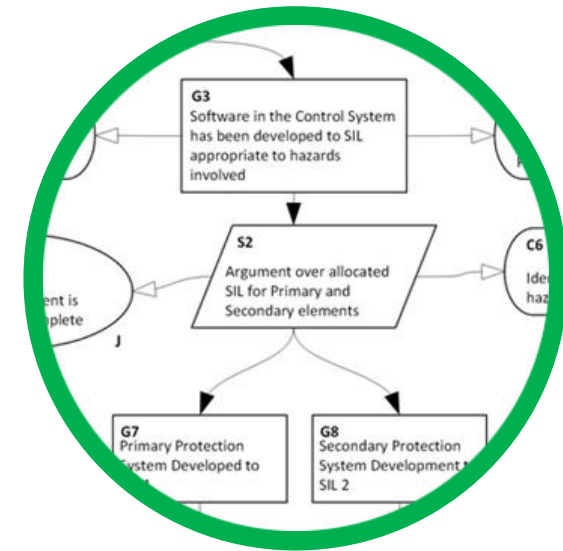 G3
Software in the Control System
has been developed to SIL
appropriate to hazards
involved
S2
Argument over allocated
SIL for Primary and
Secondary elements
C6
J
G7
Primary Protection
System Developed to
G8
Secondary Protection
System Development
SIL 2